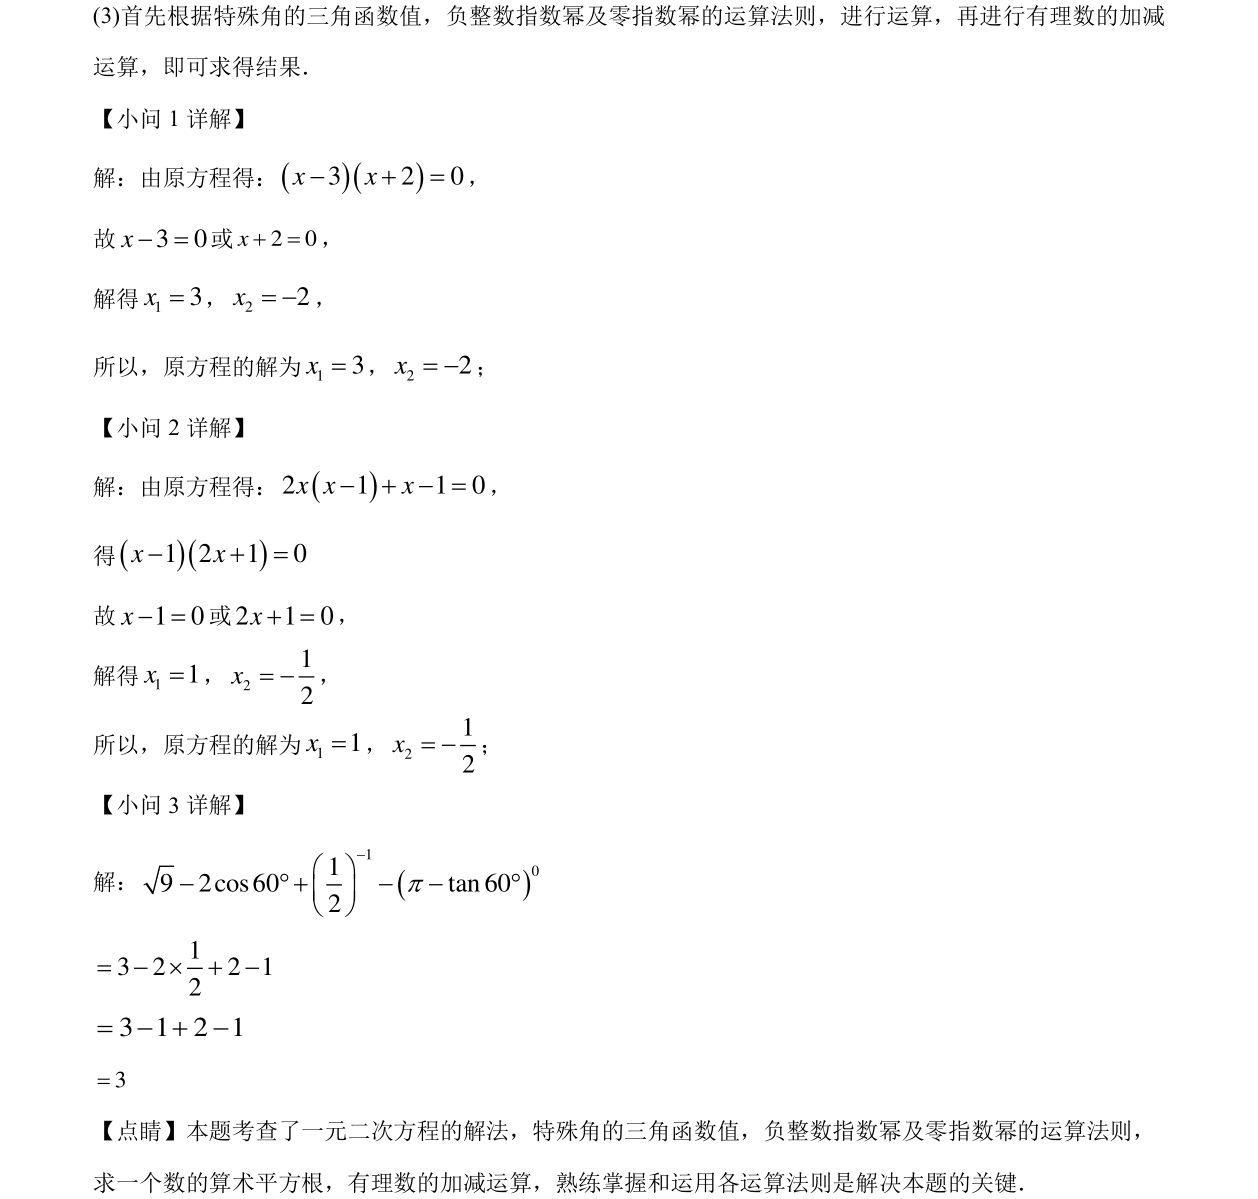 (3)首先根据特殊角的三角函数值，负整数指数幂及零指数幂的运算法则，进行运算，再进行有理数的加减
运算，即可求得结果．
【小问 1 详解】
解：由原方程得：(x−3)(x+2)=0，
故 x−3=0或x+2=0，
解得 x₁=3，x₂=−2，
所以，原方程的解为 x₁=3，x₂=−2；
【小问 2 详解】
解：由原方程得：2x(x−1)+x−1=0，
得(x−1)(2x+1)=0
故 x−1=0或2x+1=0，
解得 x₁=1，x₂=−1/2，
所以，原方程的解为 x₁=1，x₂=−1/2；
【小问 3 详解】
解：√9−2cos60°+(1/2)⁻¹−(π−tan60°)⁰
=3−2×1/2+2−1
=3−1+2−1
=3
【点睛】本题考查了一元二次方程的解法，特殊角的三角函数值，负整数指数幂及零指数幂的运算法则，
求一个数的算术平方根，有理数的加减运算，熟练掌握和运用各运算法则是解决本题的关键．